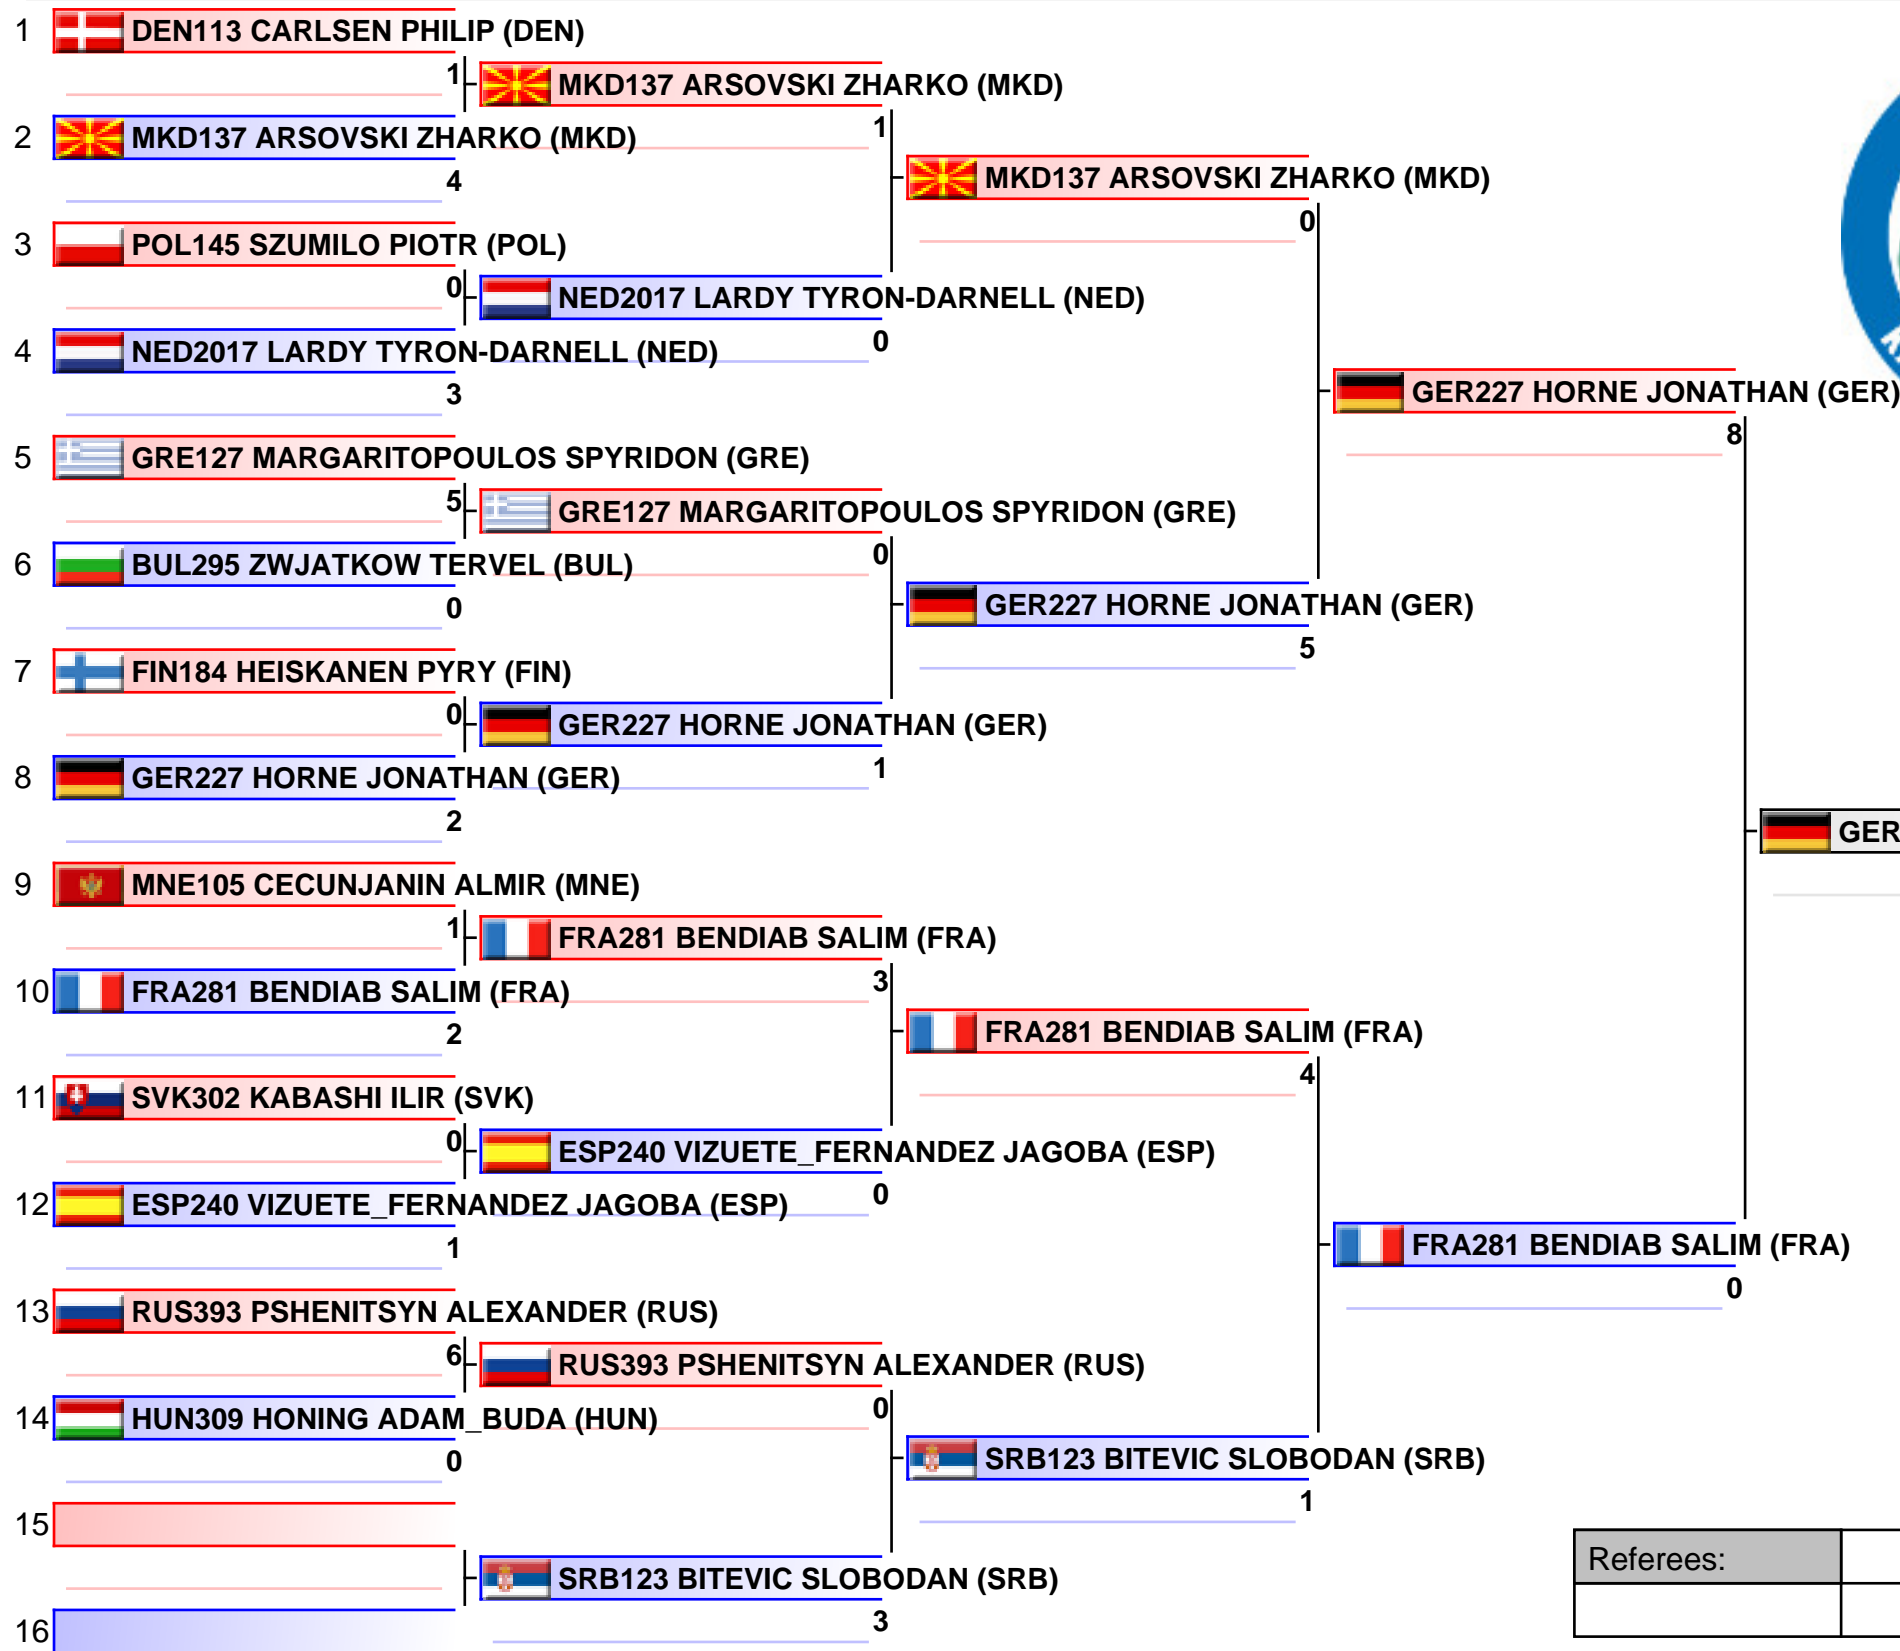 1 DEN113 CARLSEN PHILIP (DEN)
1
MKD137 ARSOVSKI ZHARKO (MKD)
1
2 MKD137 ARSOVSKI ZHARKO (MKD)
4
MKD137 ARSOVSKI ZHARKO (MKD)
0
3 POL145 SZUMILO PIOTR (POL)
0
NED2017 LARDY TYRON-DARNELL (NED)
0
4 NED2017 LARDY TYRON-DARNELL (NED)
3
GER227 HORNE JONATHAN (GER)
8
5 GRE127 MARGARITOPOULOS SPYRIDON (GRE)
5
GRE127 MARGARITOPOULOS SPYRIDON (GRE)
0
6 BUL295 ZWJATKOW TERVEL (BUL)
0
GER227 HORNE JONATHAN (GER)
5
7 FIN184 HEISKANEN PYRY (FIN)
0
GER227 HORNE JONATHAN (GER)
1
8 GER227 HORNE JONATHAN (GER)
2
GER
9 MNE105 CECUNJANIN ALMIR (MNE)
1
FRA281 BENDIAB SALIM (FRA)
3
10 FRA281 BENDIAB SALIM (FRA)
2
FRA281 BENDIAB SALIM (FRA)
4
11 SVK302 KABASHI ILIR (SVK)
0
ESP240 VIZUETE_FERNANDEZ JAGOBA (ESP)
0
12 ESP240 VIZUETE_FERNANDEZ JAGOBA (ESP)
1
FRA281 BENDIAB SALIM (FRA)
0
13 RUS393 PSHENITSYN ALEXANDER (RUS)
6
RUS393 PSHENITSYN ALEXANDER (RUS)
0
14 HUN309 HONING ADAM_BUDA (HUN)
0
SRB123 BITEVIC SLOBODAN (SRB)
1
15
SRB123 BITEVIC SLOBODAN (SRB)
3
16
Referees: